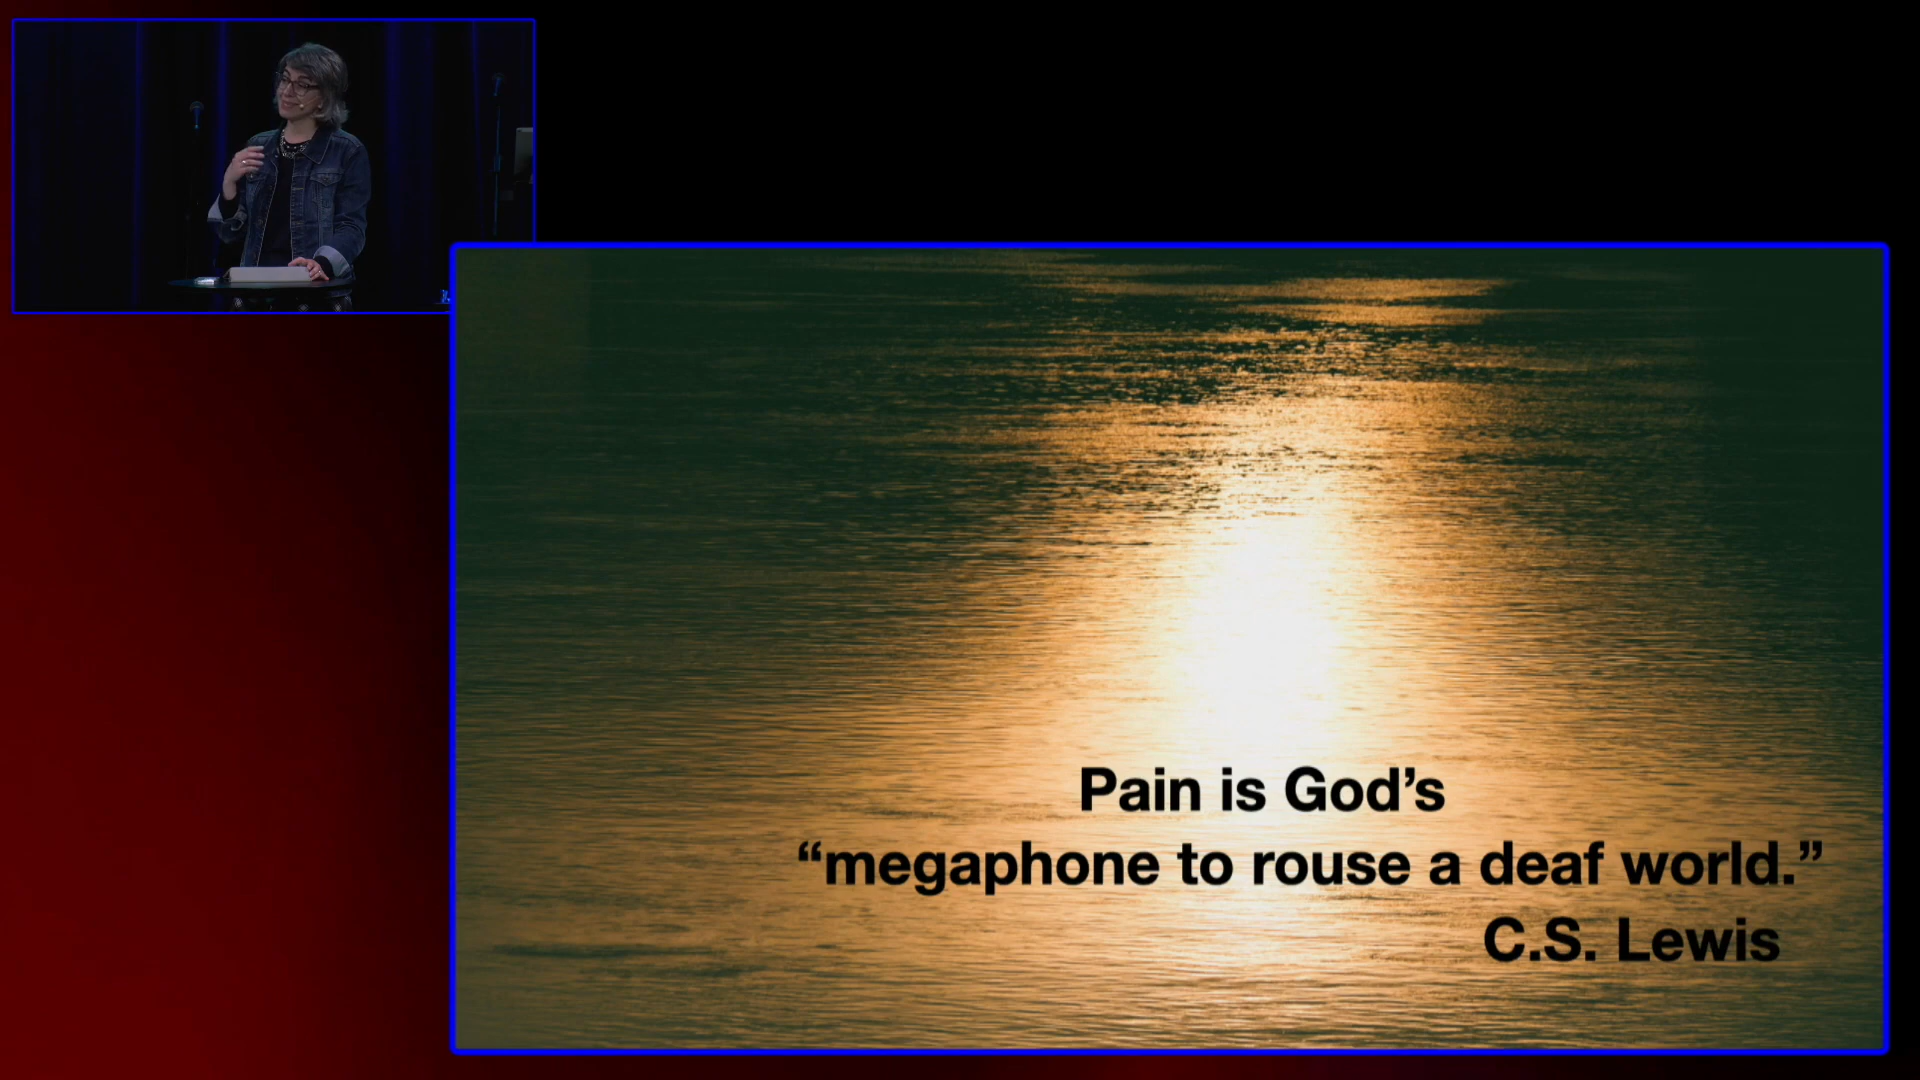 Pain is God’s
“megaphone to rouse a deaf world.”
C.S. Lewis